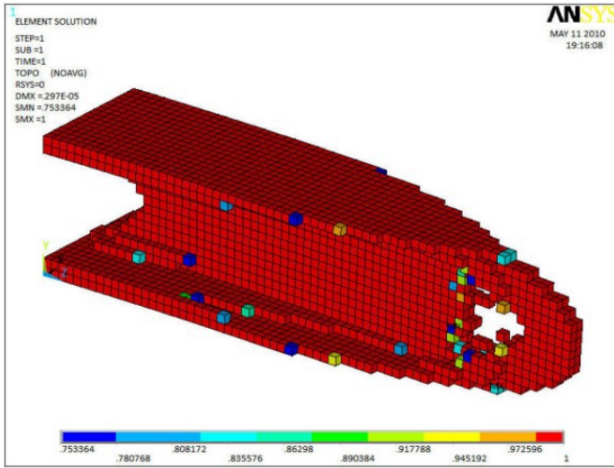 1
ELEMENT SOLUTION
STEP=1
SUB =1
TIME=1
TOPO (NOAVG)
RSYS=0
DMX =.297E-05
SMN =.753364
SMX =1
ANSYS
MAY 11 2010
19:16:08
Y
Z
.753364 .808172 .86298 .917788 .972596
.780768 .835576 .890384 .945192 1